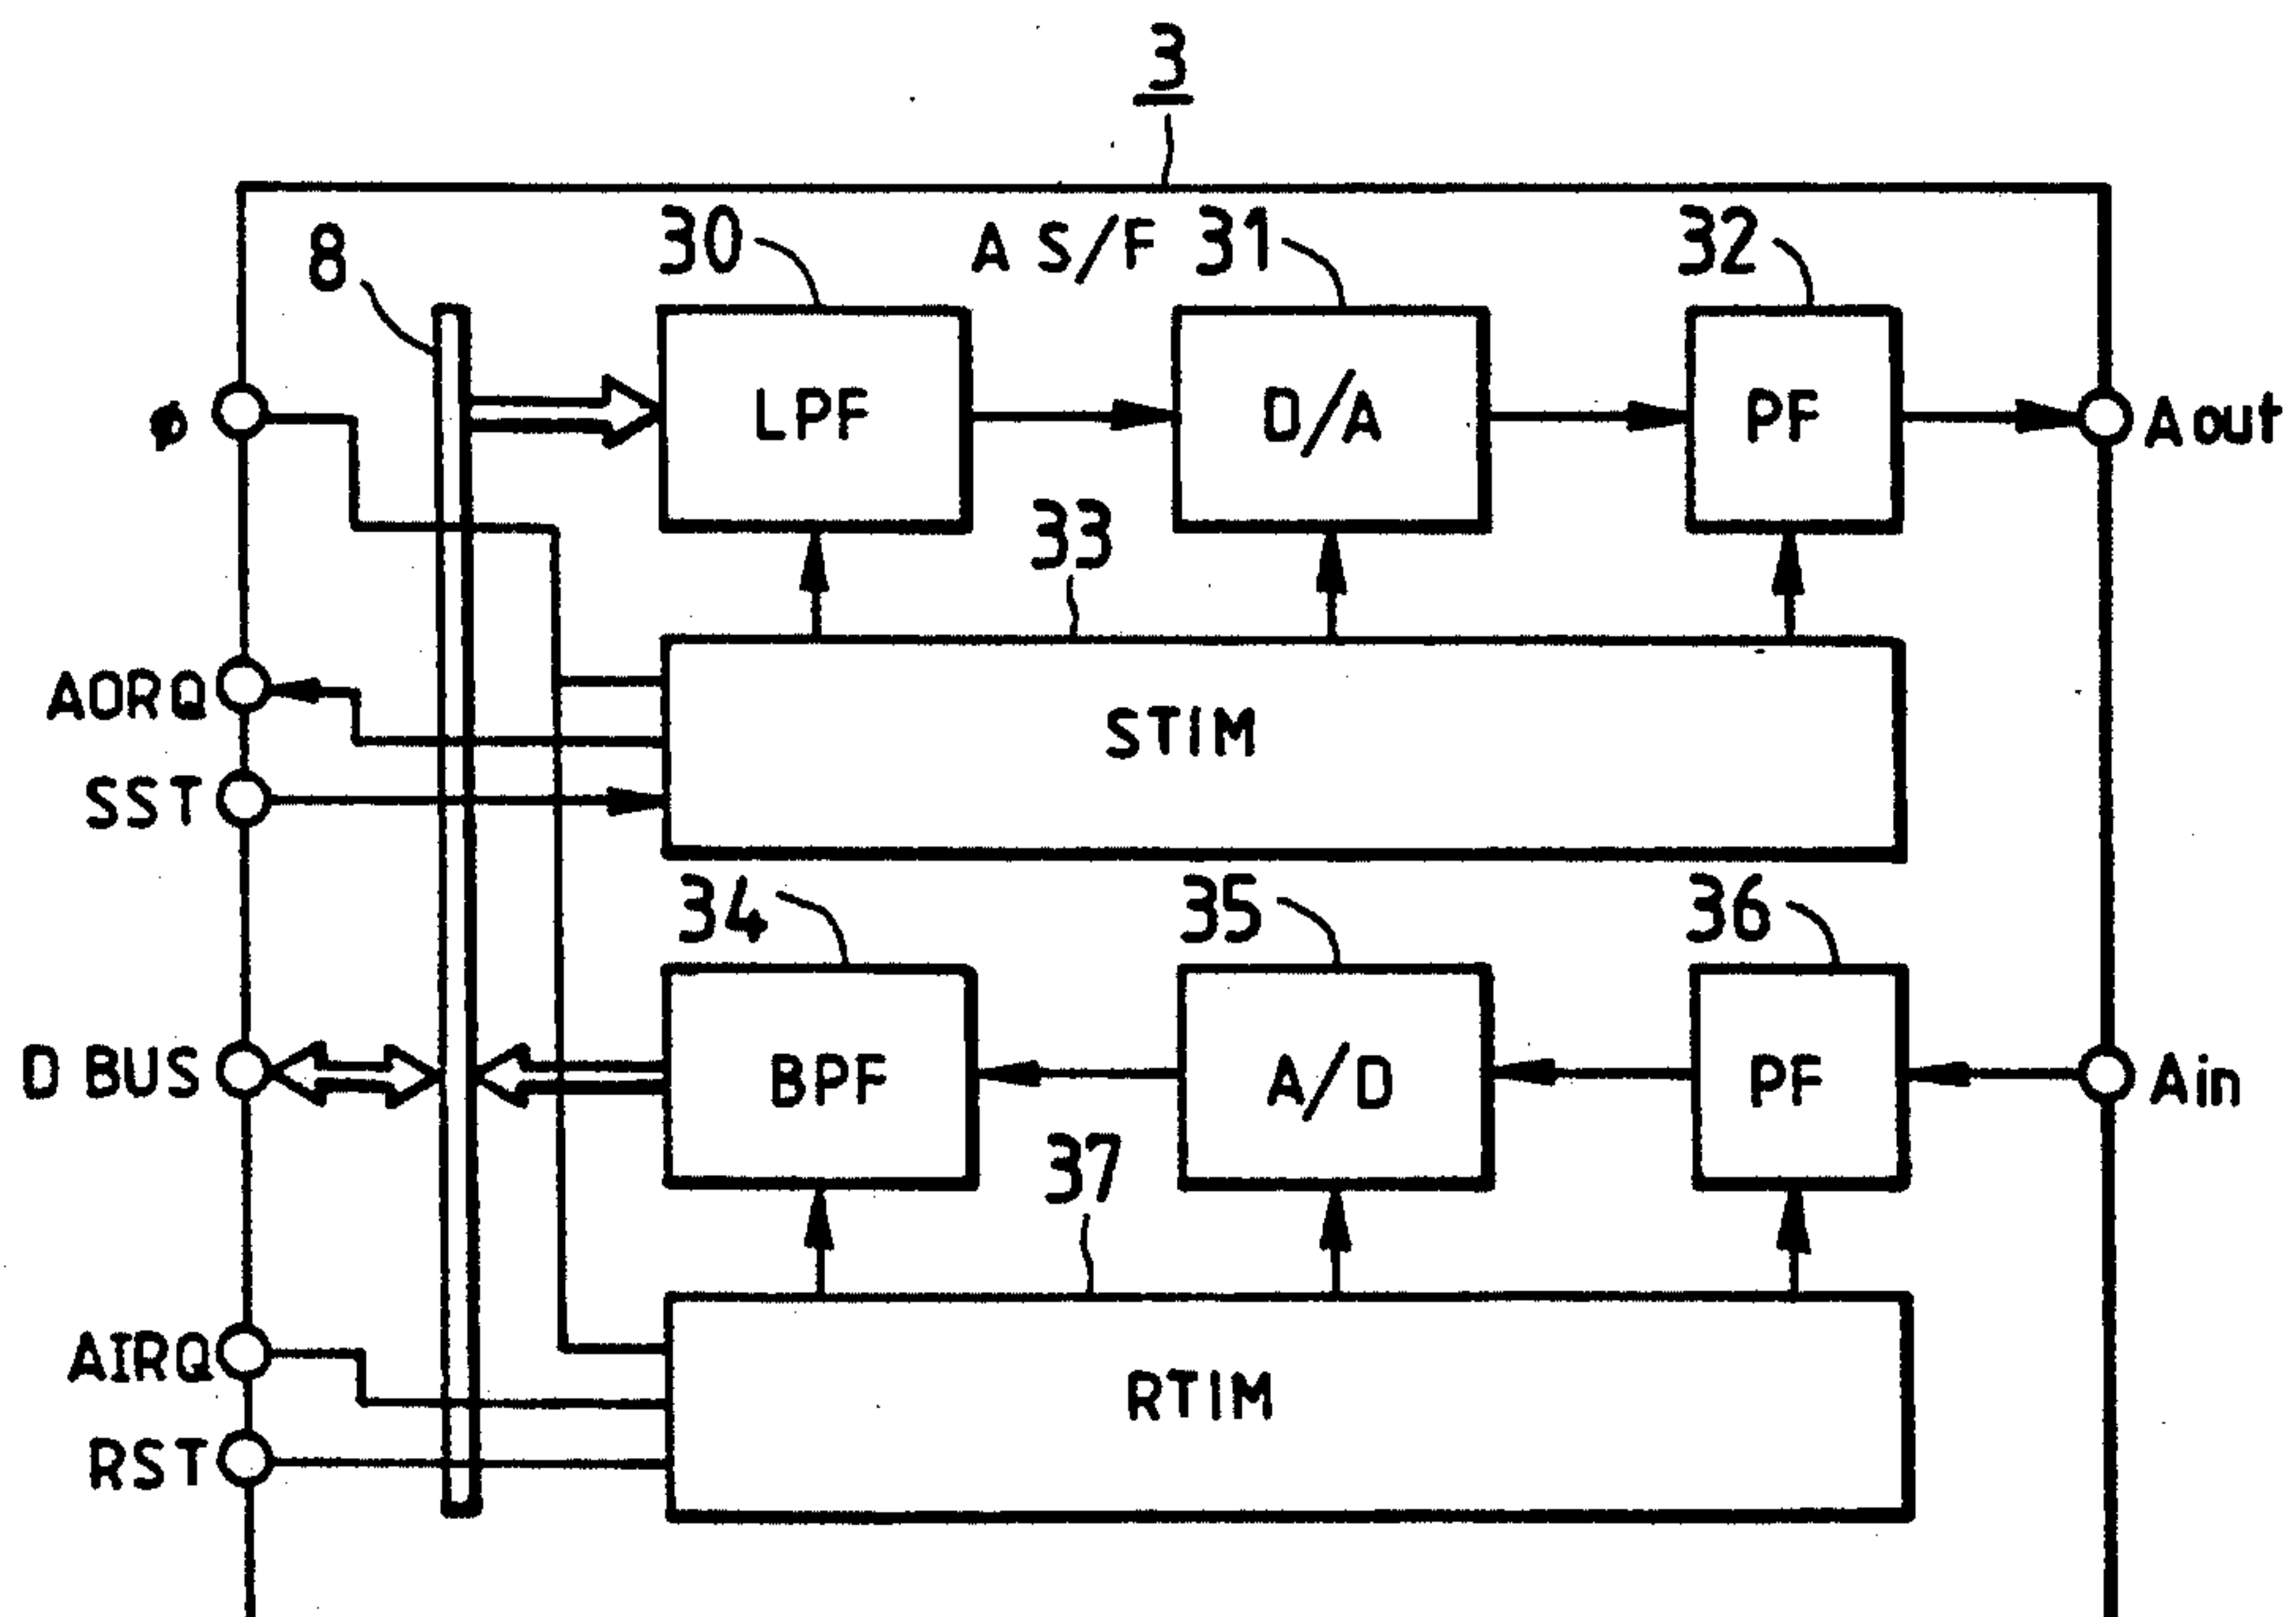 3
8
30
A S/F
31
32
ø
LPF
D/A
PF
Aout
33
AORQ
STIM
SST
34
35
36
D BUS
BPF
A/D
PF
Ain
37
AIRQ
RTIM
RST